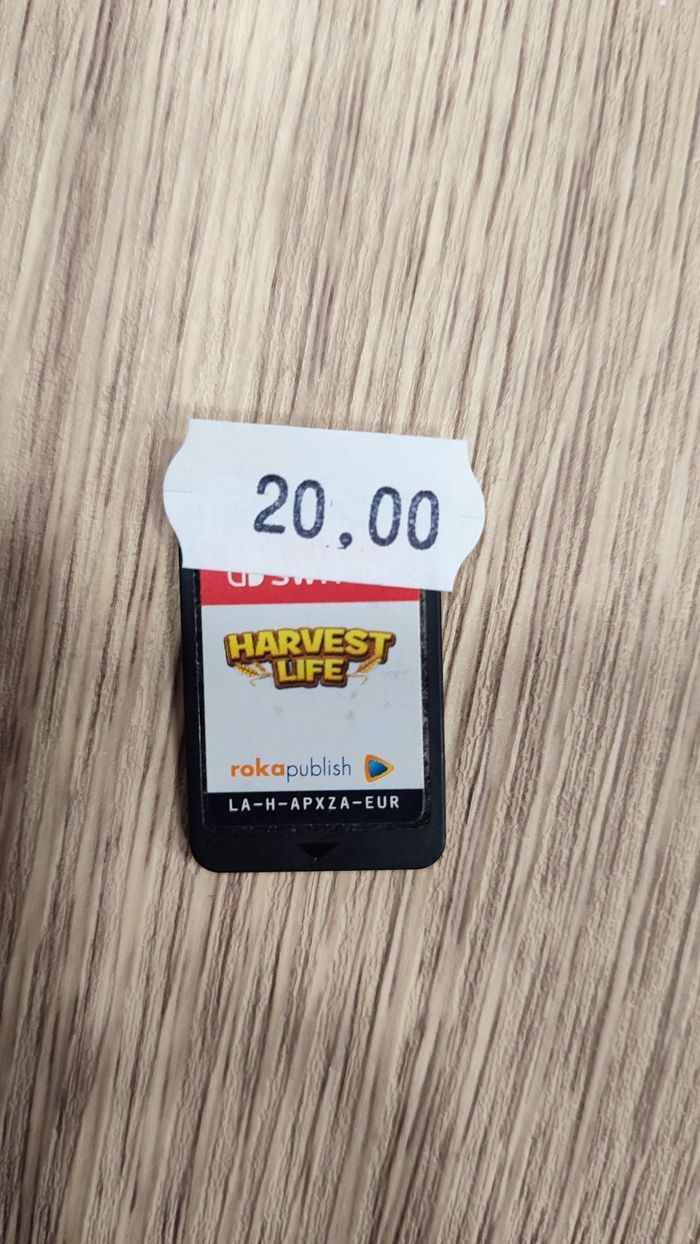 20,00
HARVEST
LIFE
rokapublish
LA-H-APXZA-EUR